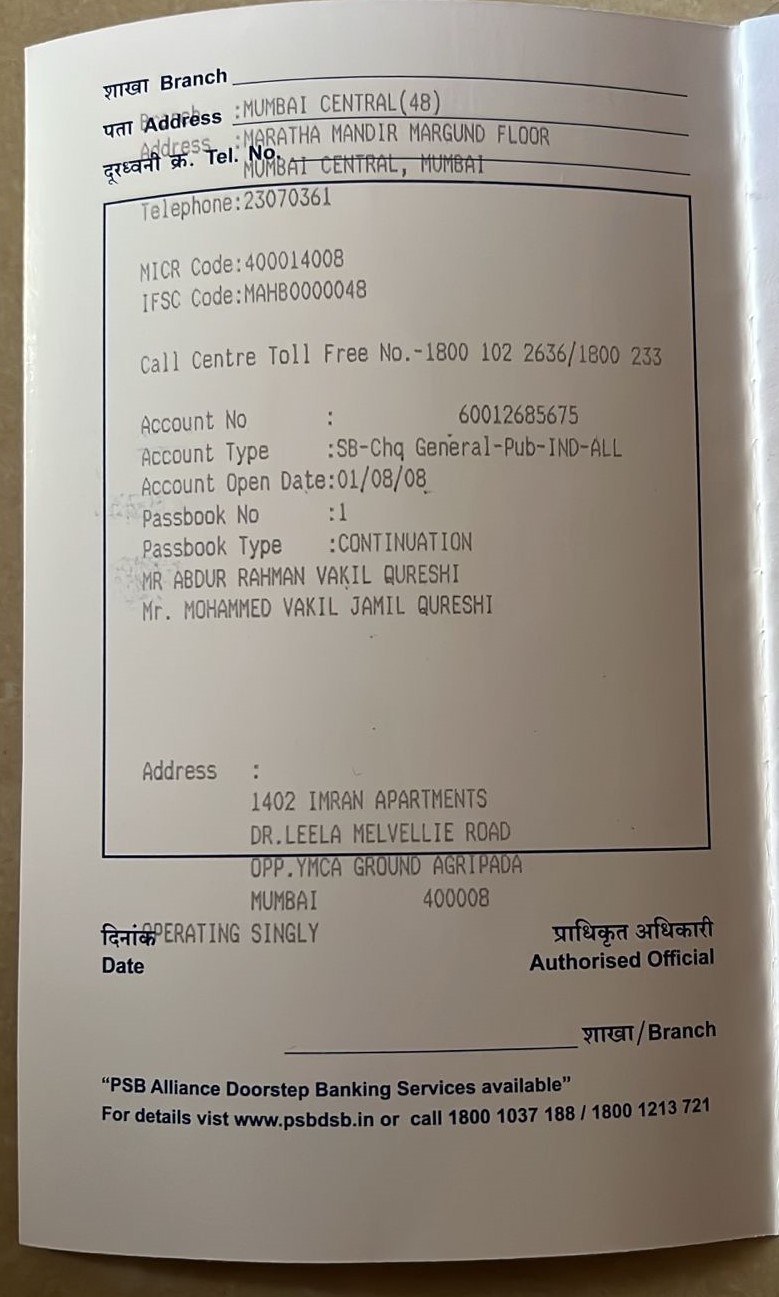 शाखा Branch
Branch :MUMBAI CENTRAL(48)
पता Address
Address :MARATHA MANDIR MARGUND FLOOR
दूरध्वनी क्र. Tel. No.
MUMBAI CENTRAL, MUMBAI
Telephone:23070361
MICR Code:400014008
IFSC Code:MAHB0000048
Call Centre Toll Free No.-1800 102 2636/1800 233
Account No : 60012685675
Account Type :SB-Chq General-Pub-IND-ALL
Account Open Date:01/08/08
Passbook No :1
Passbook Type :CONTINUATION
MR ABDUR RAHMAN VAKIL QURESHI
Mr. MOHAMMED VAKIL JAMIL QURESHI
Address :
1402 IMRAN APARTMENTS
DR.LEELA MELVELLIE ROAD
OPP.YMCA GROUND AGRIPADA
MUMBAI 400008
OPERATING SINGLY
दिनांक प्राधिकृत अधिकारी
Date Authorised Official
शाखा/Branch
“PSB Alliance Doorstep Banking Services available”
For details vist www.psbdsb.in or call 1800 1037 188 / 1800 1213 721